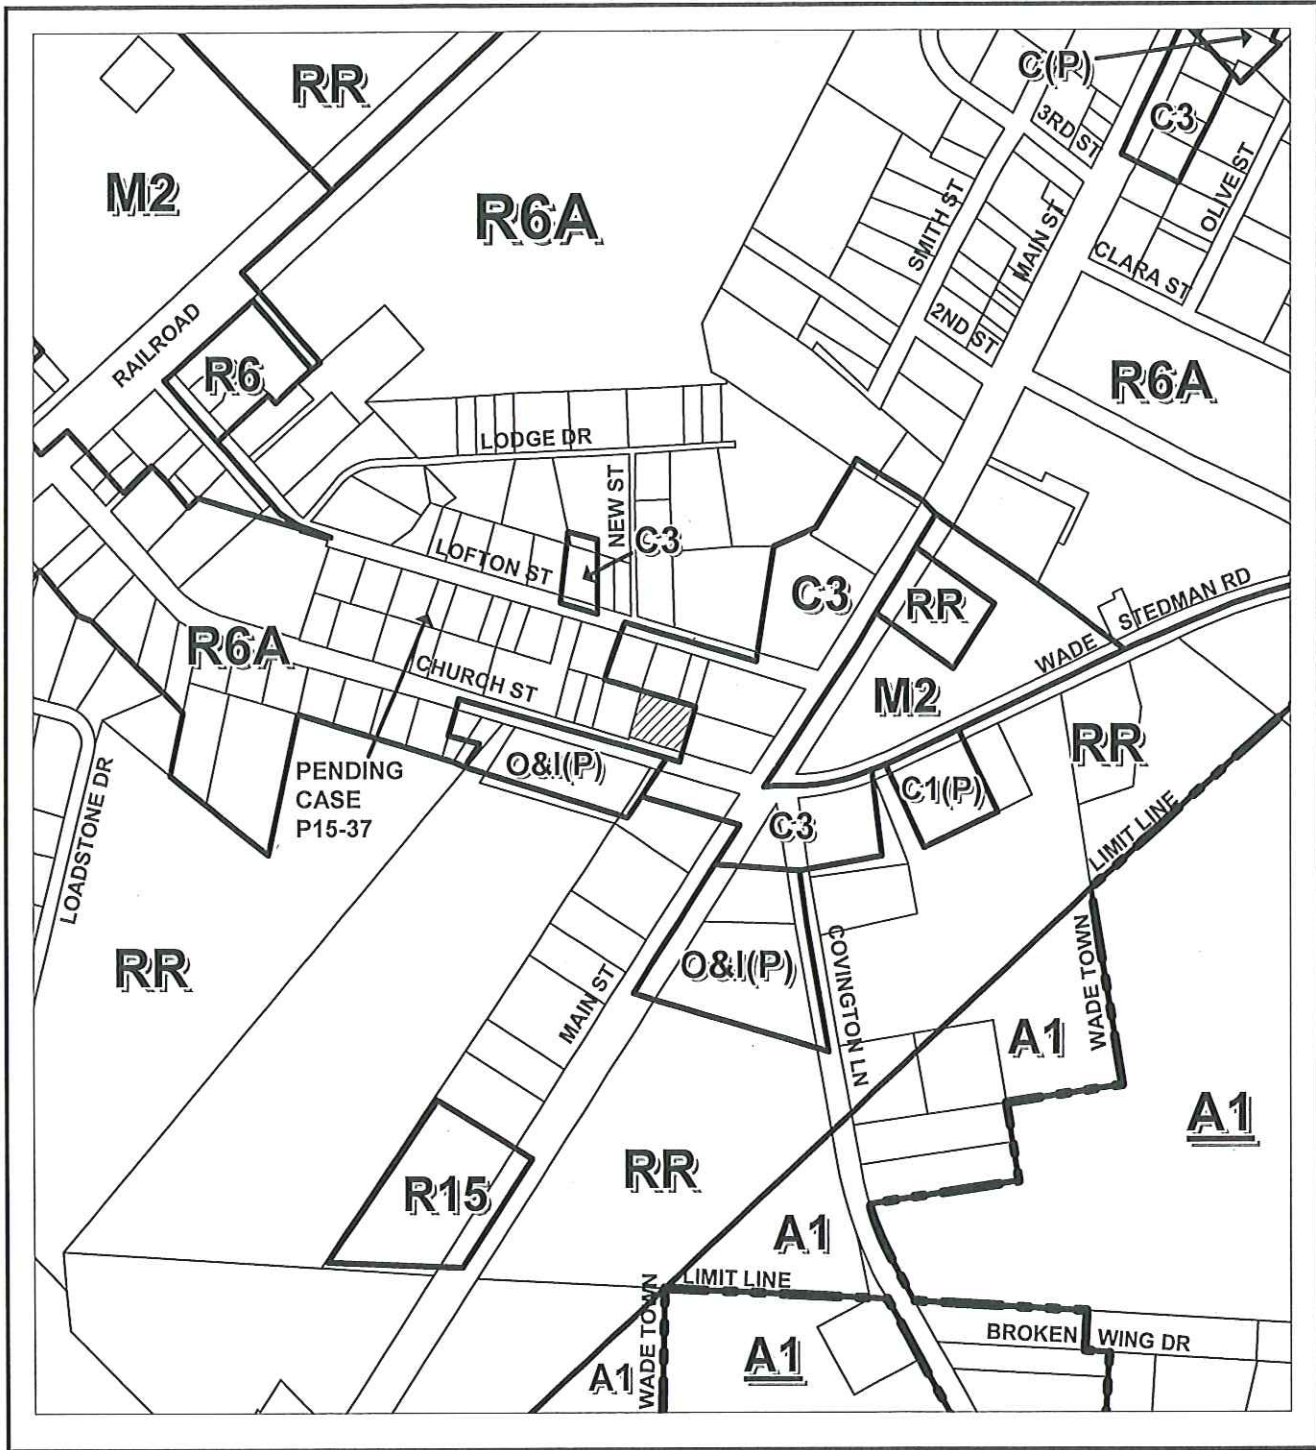 RR
C(P)
C3
3RD ST
M2
R6A
SMITH ST
MAIN ST
OLIVE ST
CLARA ST
2ND ST
RAILROAD
R6
R6A
LODGE DR
NEW ST
C3
LOFTON ST
C3
RR
STEDMAN RD
WADE
R6A
CHURCH ST
M2
RR
PENDING
CASE
P15-37
O&I(P)
C1(P)
C3
LIMIT LINE
LOADSTONE DR
RR
O&I(P)
COVINGTON LN
WADE TOWN
MAIN ST
A1
A1
R15
RR
A1
LIMIT LINE
WADE TOWN
BROKEN WING DR
A1
A1